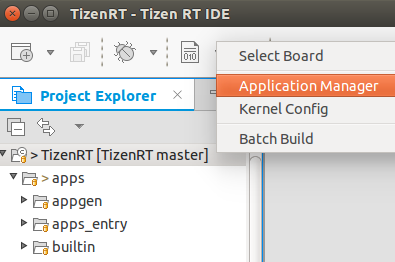 TizenRT - Tizen RT IDE
010
Select Board
Application Manager
Project Explorer
Kernel Config
Batch Build
> TizenRT [TizenRT master]
> apps
appgen
apps_entry
builtin